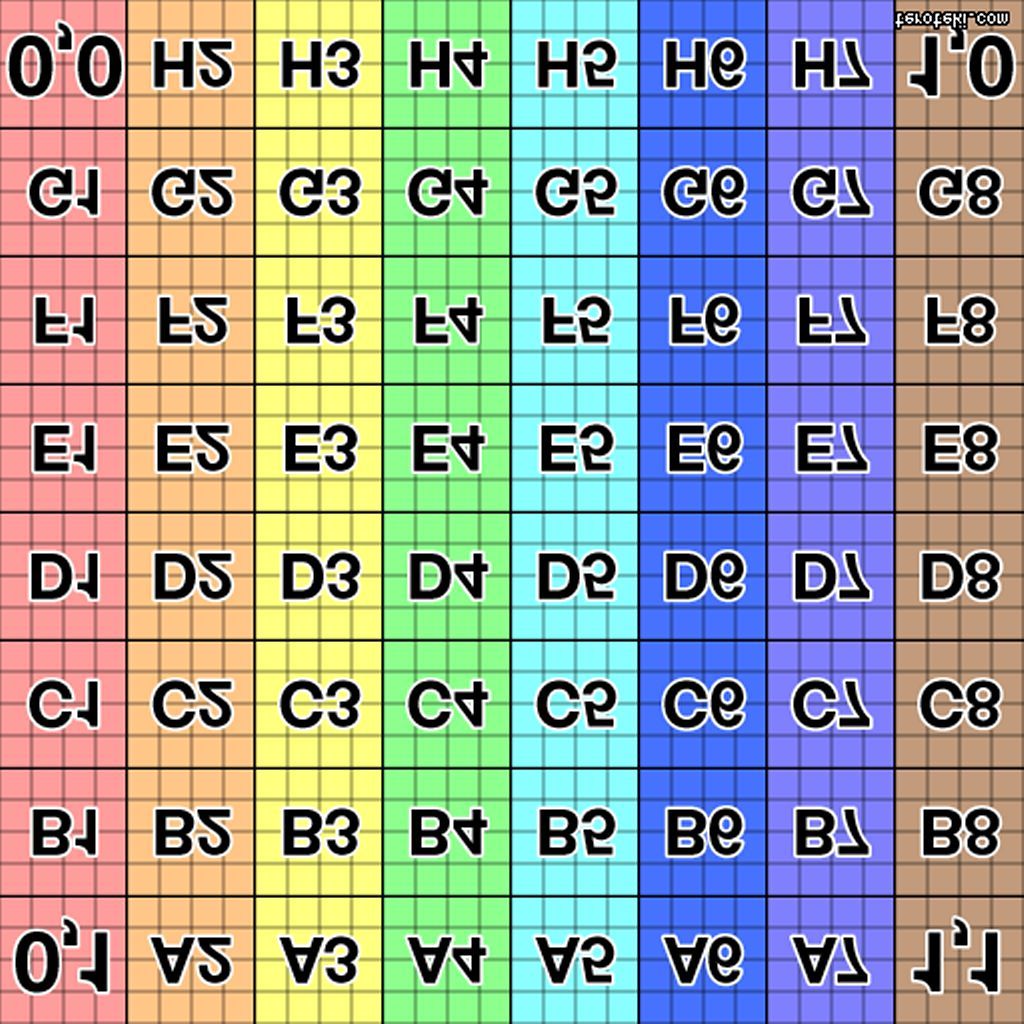 0,0 H2 H3 H4 H5 H6 H7 1,0
G1 G2 G3 G4 G5 G6 G7 G8
F1 F2 F3 F4 F5 F6 F7 F8
E1 E2 E3 E4 E5 E6 E7 E8
D1 D2 D3 D4 D5 D6 D7 D8
C1 C2 C3 C4 C5 C6 C7 C8
B1 B2 B3 B4 B5 B6 B7 B8
0,1 A2 A3 A4 A5 A6 A7 1,1